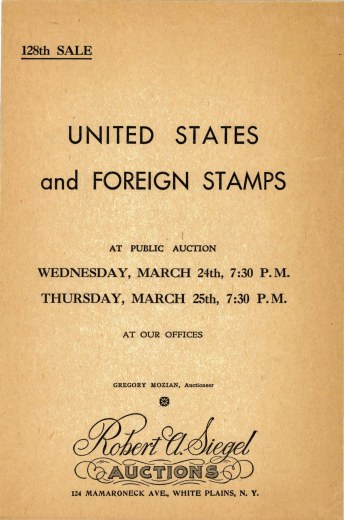 128th SALE
UNITED STATES
and FOREIGN STAMPS
AT PUBLIC AUCTION
WEDNESDAY, MARCH 24th, 7:30 P.M.
THURSDAY, MARCH 25th, 7:30 P.M.
AT OUR OFFICES
GREGORY MOZIAN, Auctioneer
Robert A. Siegel
AUCTIONS
124 MAMARONECK AVE., WHITE PLAINS, N. Y.